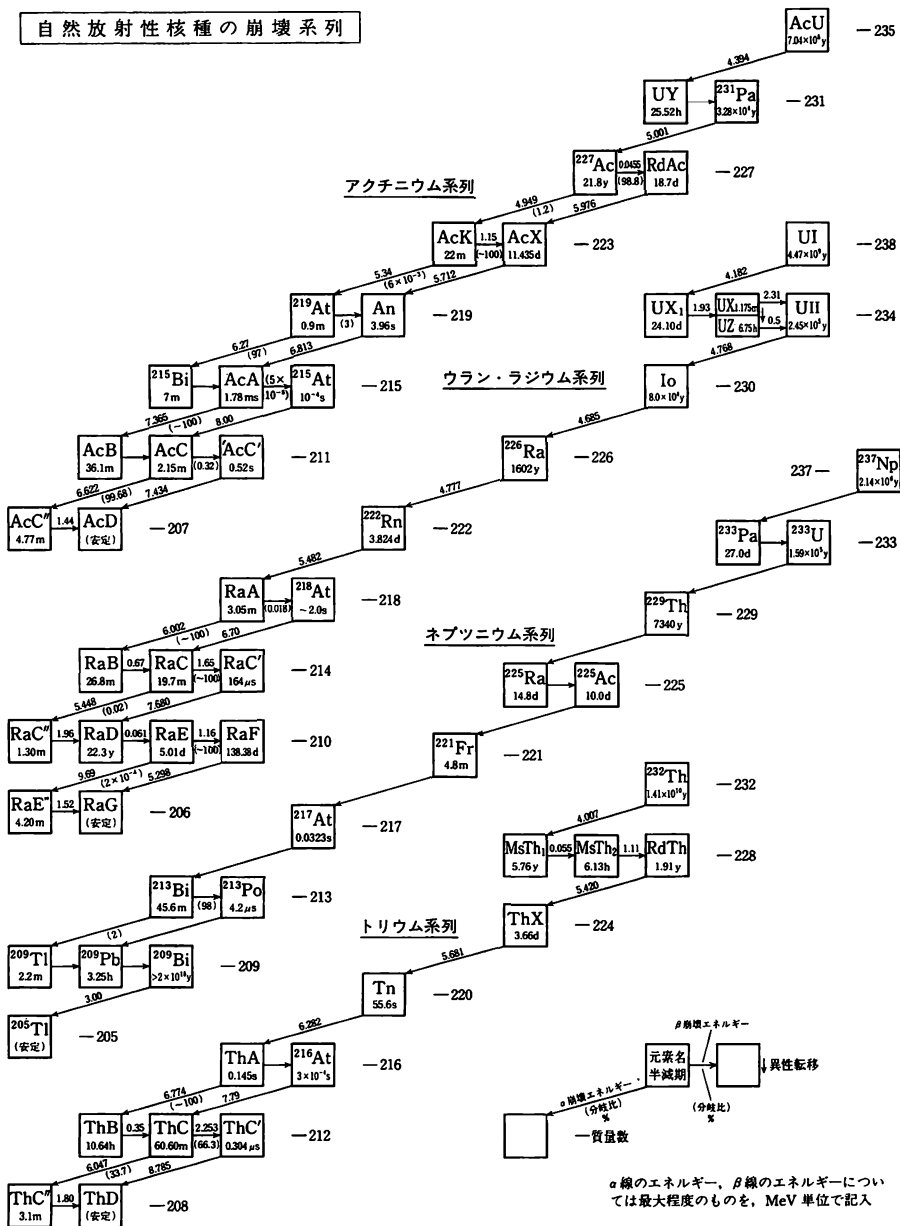 自然放射性核種の崩壊系列
AcU
7.04×10⁸y
—235
4.394
UY
25.52h
²³¹Pa
3.28×10⁴y
—231
5.001
²²⁷Ac
21.8y
0.0455
(98.8)
RdAc
18.7d
—227
アクチニウム系列
4.949
(1.2)
5.976
AcK
22m
1.15
(~100)
AcX
11.435d
—223
5.34
(6×10⁻³)
5.712
²¹⁹At
0.9m
(3)
An
3.96s
—219
6.27
(97)
6.813
²¹⁵Bi
7m
AcA
1.78ms
(5×
²¹⁵At
10⁻⁴s
—215
7.365
(~100)
8.00
AcB
36.1m
AcC
2.15m
(0.32)
'AcC'
0.52s
—211
6.622
(99.68)
7.434
AcC″
4.77m
1.44
AcD
(安定)
—207
UI
4.47×10⁹y
—238
4.182
UX₁
24.10d
1.93
UX 1.175m
UZ 6.75h
2.31
0.5
UII
2.45×10⁵y
—234
4.768
ウラン・ラジウム系列
Io
8.0×10⁴y
—230
4.685
²²⁶Ra
1602y
—226
4.777
²²²Rn
3.824d
—222
5.482
RaA
3.05m
(0.018)
²¹⁸At
~2.0s
—218
6.002
(~100)
6.70
RaB
26.8m
0.67
RaC
19.7m
1.65
(~100)
RaC'
164μs
—214
5.448
(0.02)
7.680
RaC″
1.30m
1.96
RaD
22.3y
0.061
RaE
5.01d
1.16
(~100)
RaF
138.38d
—210
9.69
(2×10⁻⁴)
5.298
RaE″
4.20m
1.52
RaG
(安定)
—206
237—
²³⁷Np
2.14×10⁶y
²³³Pa
27.0d
²³³U
1.59×10⁵y
—233
²²⁹Th
7340y
—229
ネプツニウム系列
²²⁵Ra
14.8d
²²⁵Ac
10.0d
—225
²²¹Fr
4.8m
—221
²¹⁷At
0.0323s
—217
²¹³Bi
45.6m
(98)
²¹³Po
4.2μs
—213
(2)
²⁰⁹Tl
2.2m
²⁰⁹Pb
3.25h
²⁰⁹Bi
>2×10¹⁸y
—209
3.00
²⁰⁵Tl
(安定)
—205
²³²Th
1.41×10¹⁰y
—232
4.007
MsTh₁
5.76y
0.055
MsTh₂
6.13h
1.11
RdTh
1.91y
—228
5.420
トリウム系列
ThX
3.66d
—224
5.681
Tn
55.6s
—220
6.282
ThA
0.145s
²¹⁶At
3×10⁻⁴s
—216
6.774
(~100)
7.79
ThB
10.64h
0.35
ThC
60.60m
2.253
(66.3)
ThC'
0.304μs
—212
6.047
(33.7)
8.785
ThC″
3.1m
1.80
ThD
(安定)
—208
β崩壊エネルギー
元素名
半減期
異性転移
α崩壊エネルギー
(分岐比)
%
(分岐比)
%
—質量数
α線のエネルギー，β線のエネルギーについ
ては最大程度のものを，MeV 単位で記入